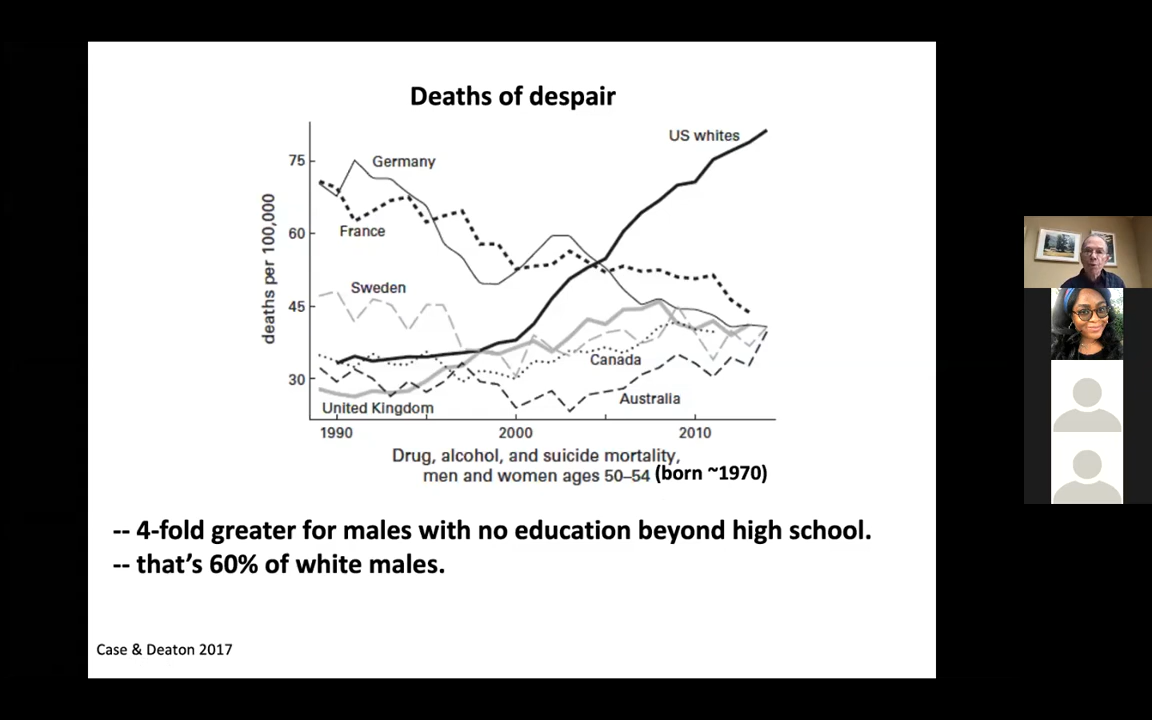 Deaths of despair
US whites
75
Germany
60
France
deaths per 100,000
Sweden
45
Canada
30
Australia
United Kingdom
1990
2000
2010
Drug, alcohol, and suicide mortality,
men and women ages 50–54 (born ~1970)
-- 4-fold greater for males with no education beyond high school.
-- that's 60% of white males.
Case & Deaton 2017